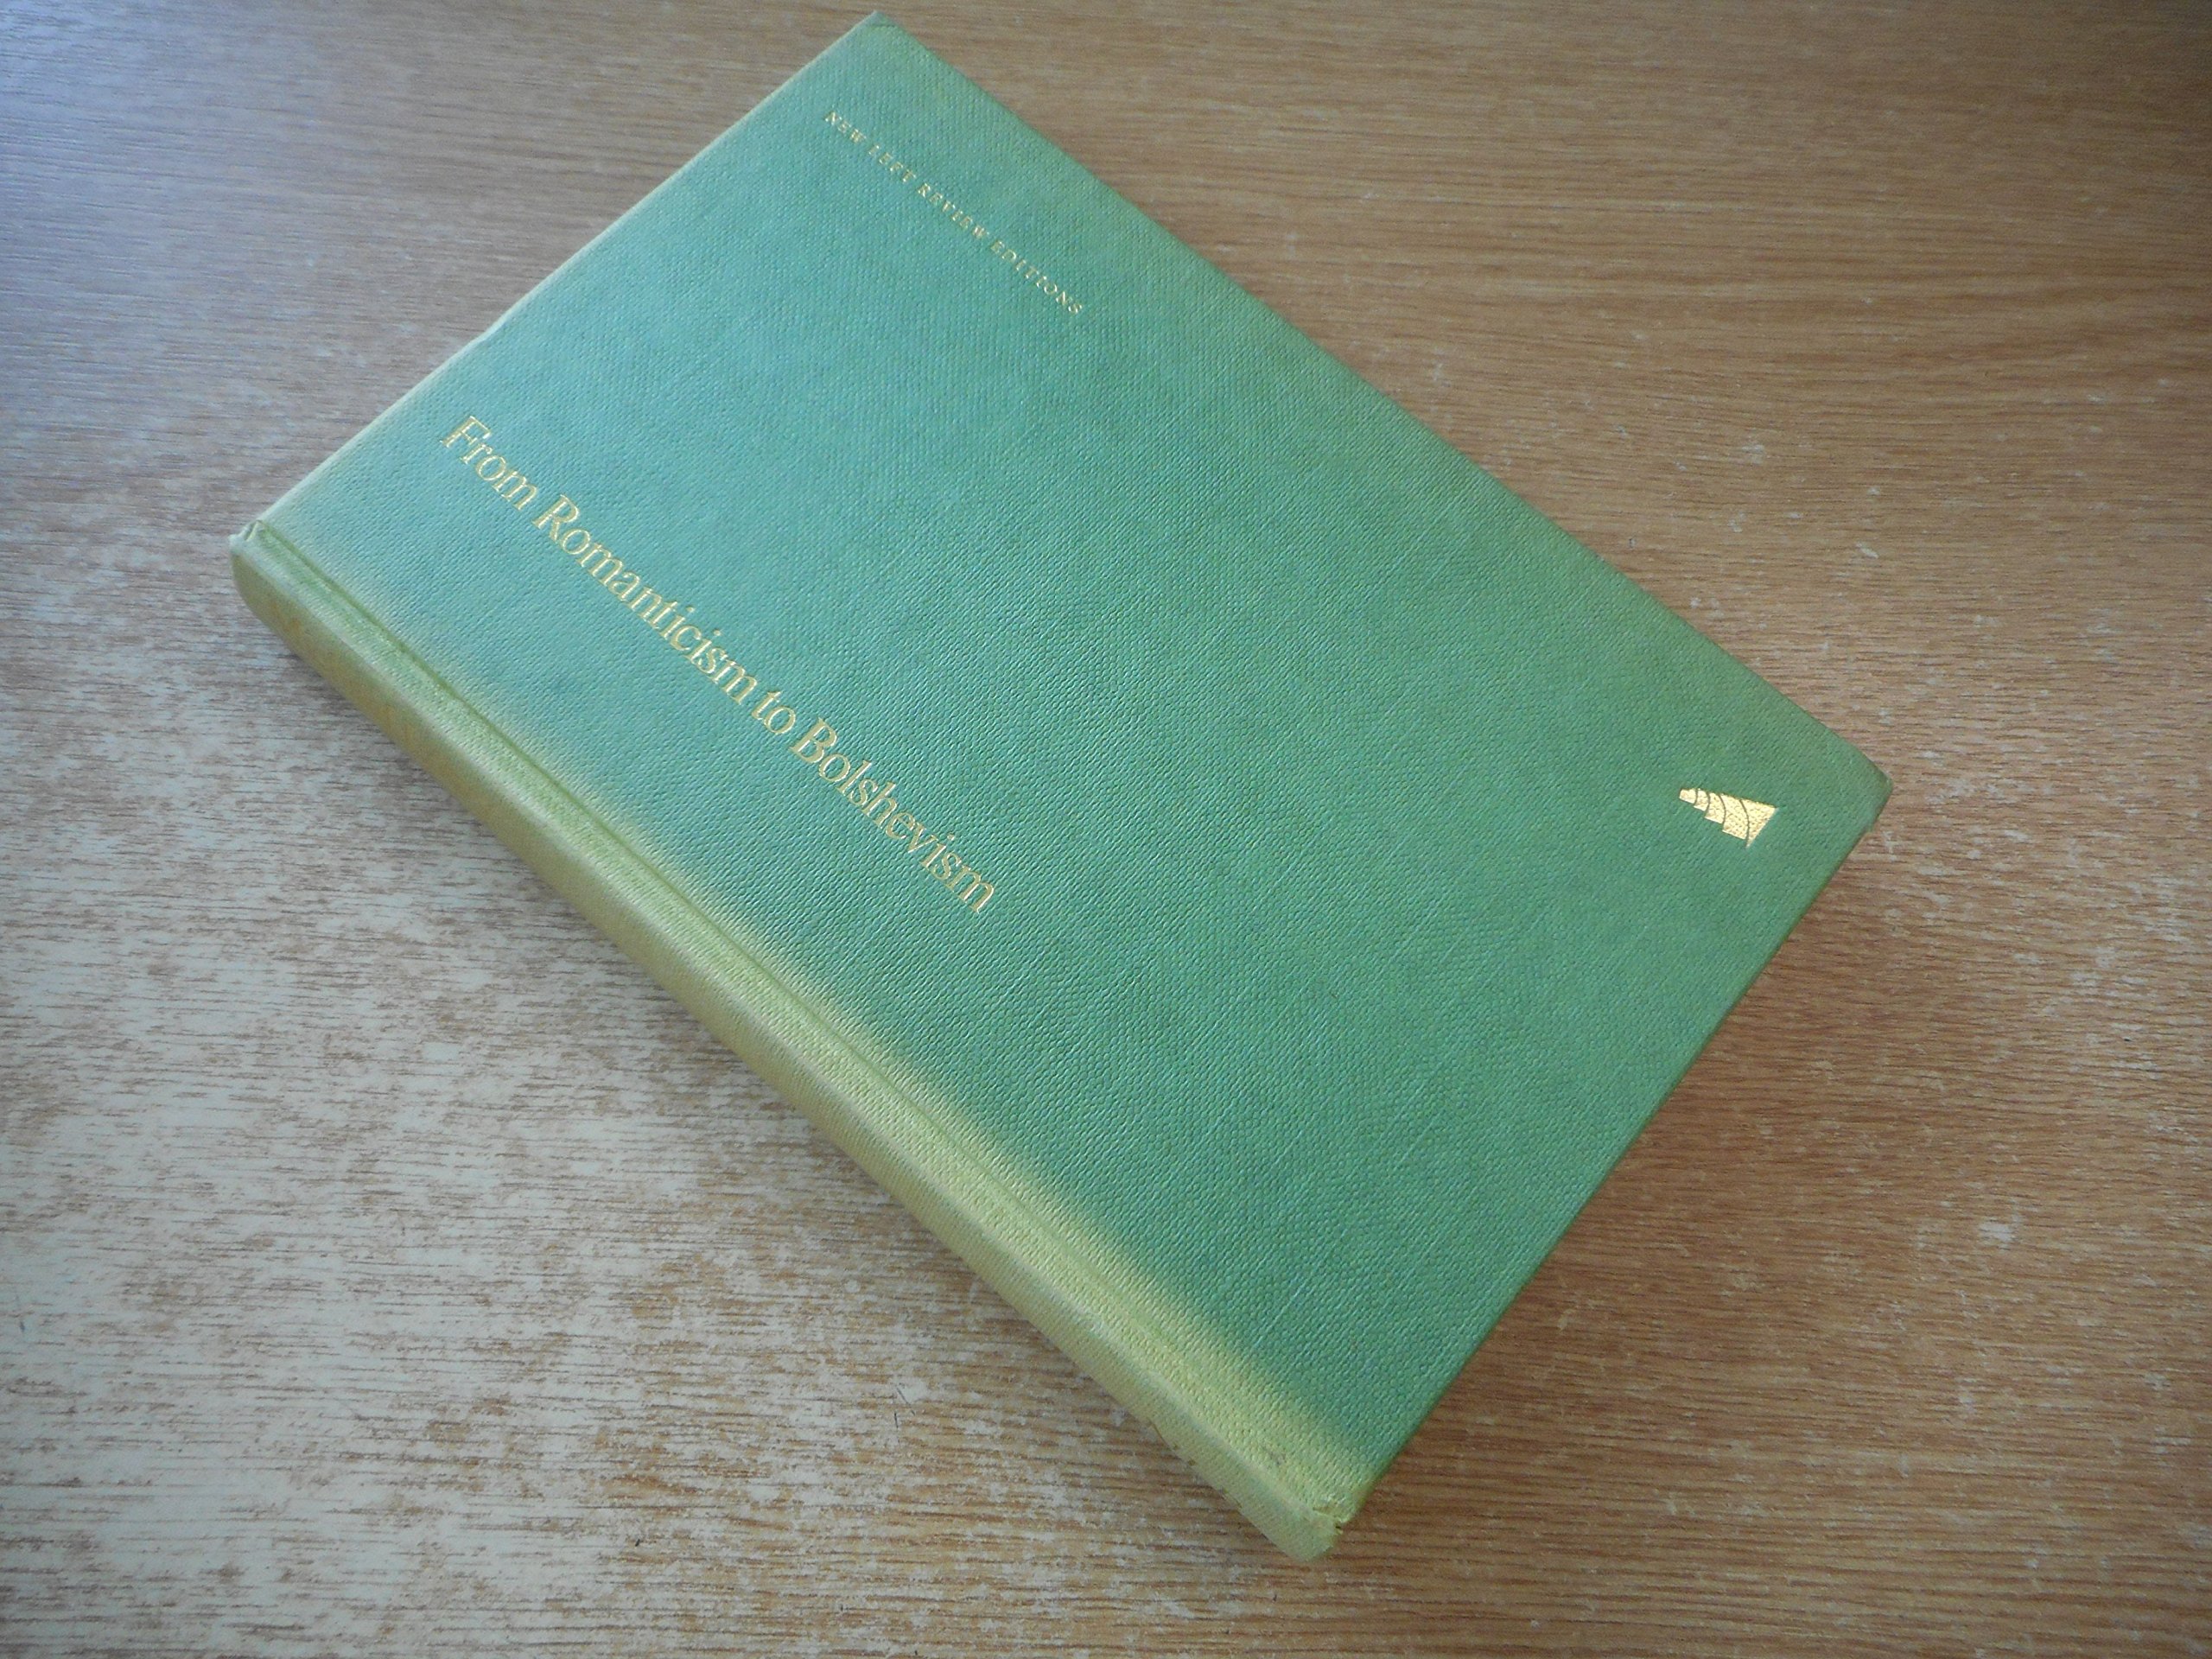 NEW LEFT REVIEW EDITIONS
From Romanticism to Bolshevism